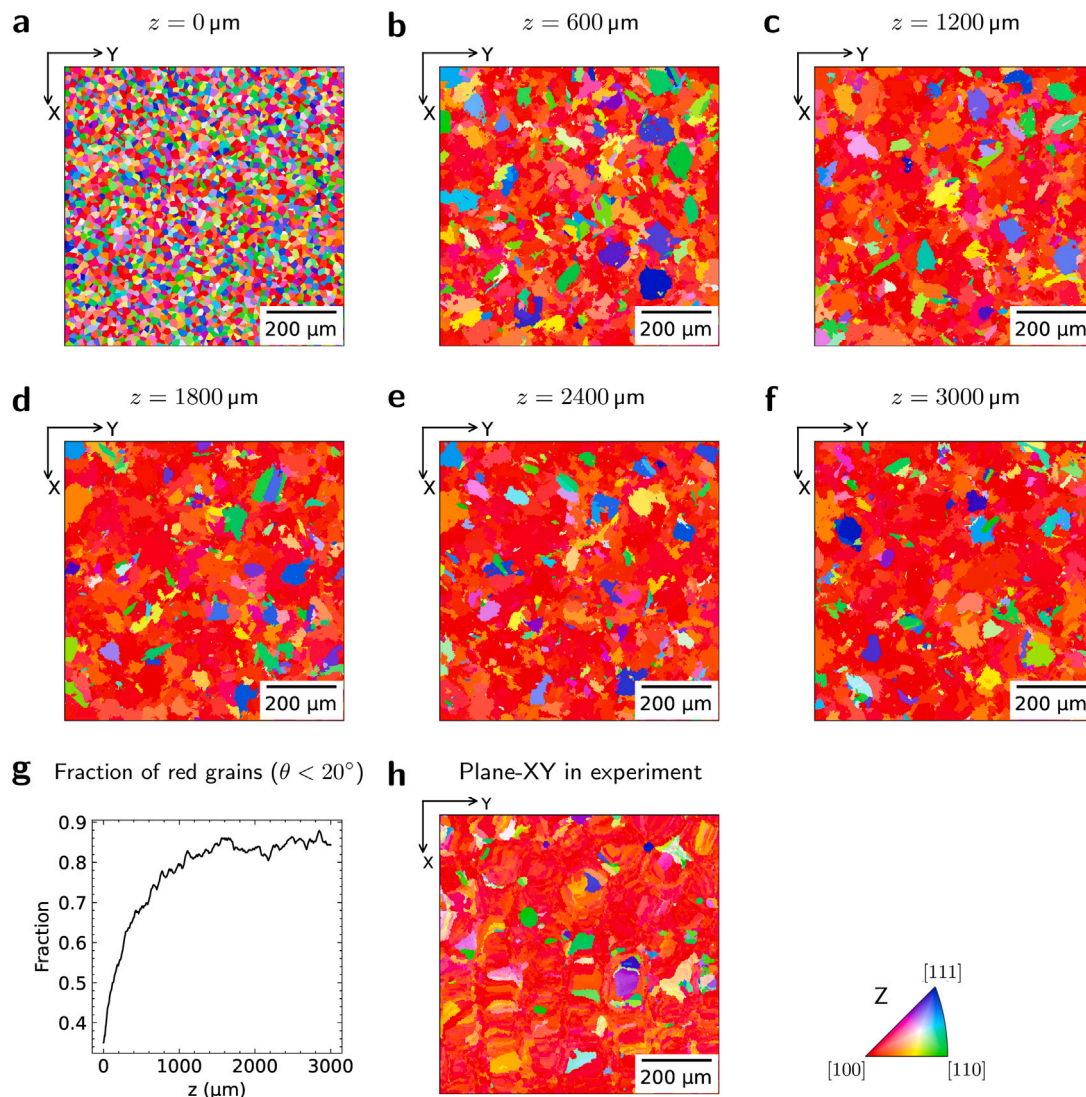 a
z = 0 μm
Y
X
200 μm
b
z = 600 μm
Y
X
200 μm
c
z = 1200 μm
Y
X
200 μm
d
z = 1800 μm
Y
X
200 μm
e
z = 2400 μm
Y
X
200 μm
f
z = 3000 μm
Y
X
200 μm
g
Fraction of red grains (θ < 20°)
0.9
0.8
0.7
0.6
0.5
0.4
Fraction
0 1000 2000 3000
z (μm)
h
Plane-XY in experiment
Y
X
200 μm
Z
[111]
[100]
[110]